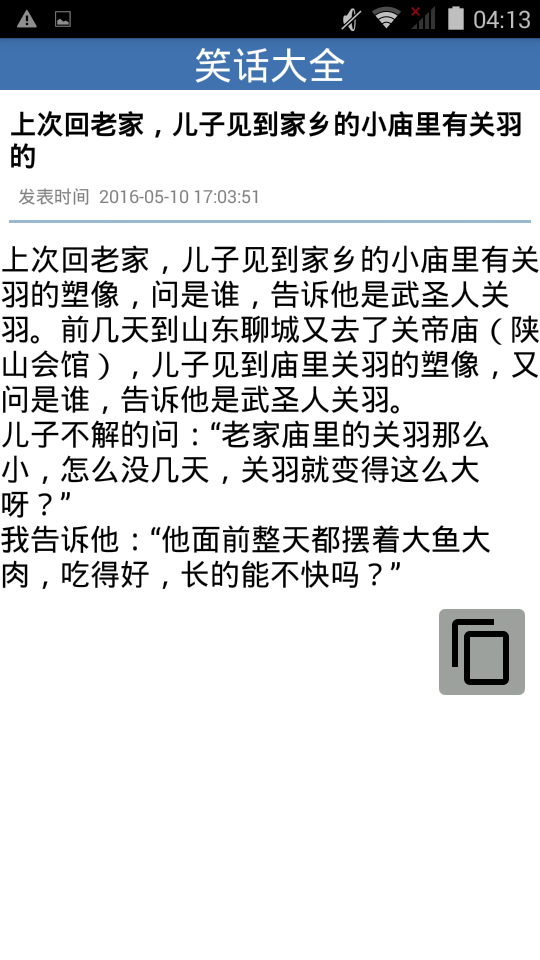 04:13
笑话大全
上次回老家，儿子见到家乡的小庙里有关羽
的
发表时间 2016-05-10 17:03:51
上次回老家，儿子见到家乡的小庙里有关
羽的塑像，问是谁，告诉他是武圣人关
羽。前几天到山东聊城又去了关帝庙（陕
山会馆），儿子见到庙里关羽的塑像，又
问是谁，告诉他是武圣人关羽。
儿子不解的问：“老家庙里的关羽那么
小，怎么没几天，关羽就变得这么大
呀？”
我告诉他：“他面前整天都摆着大鱼大
肉，吃得好，长的能不快吗？”